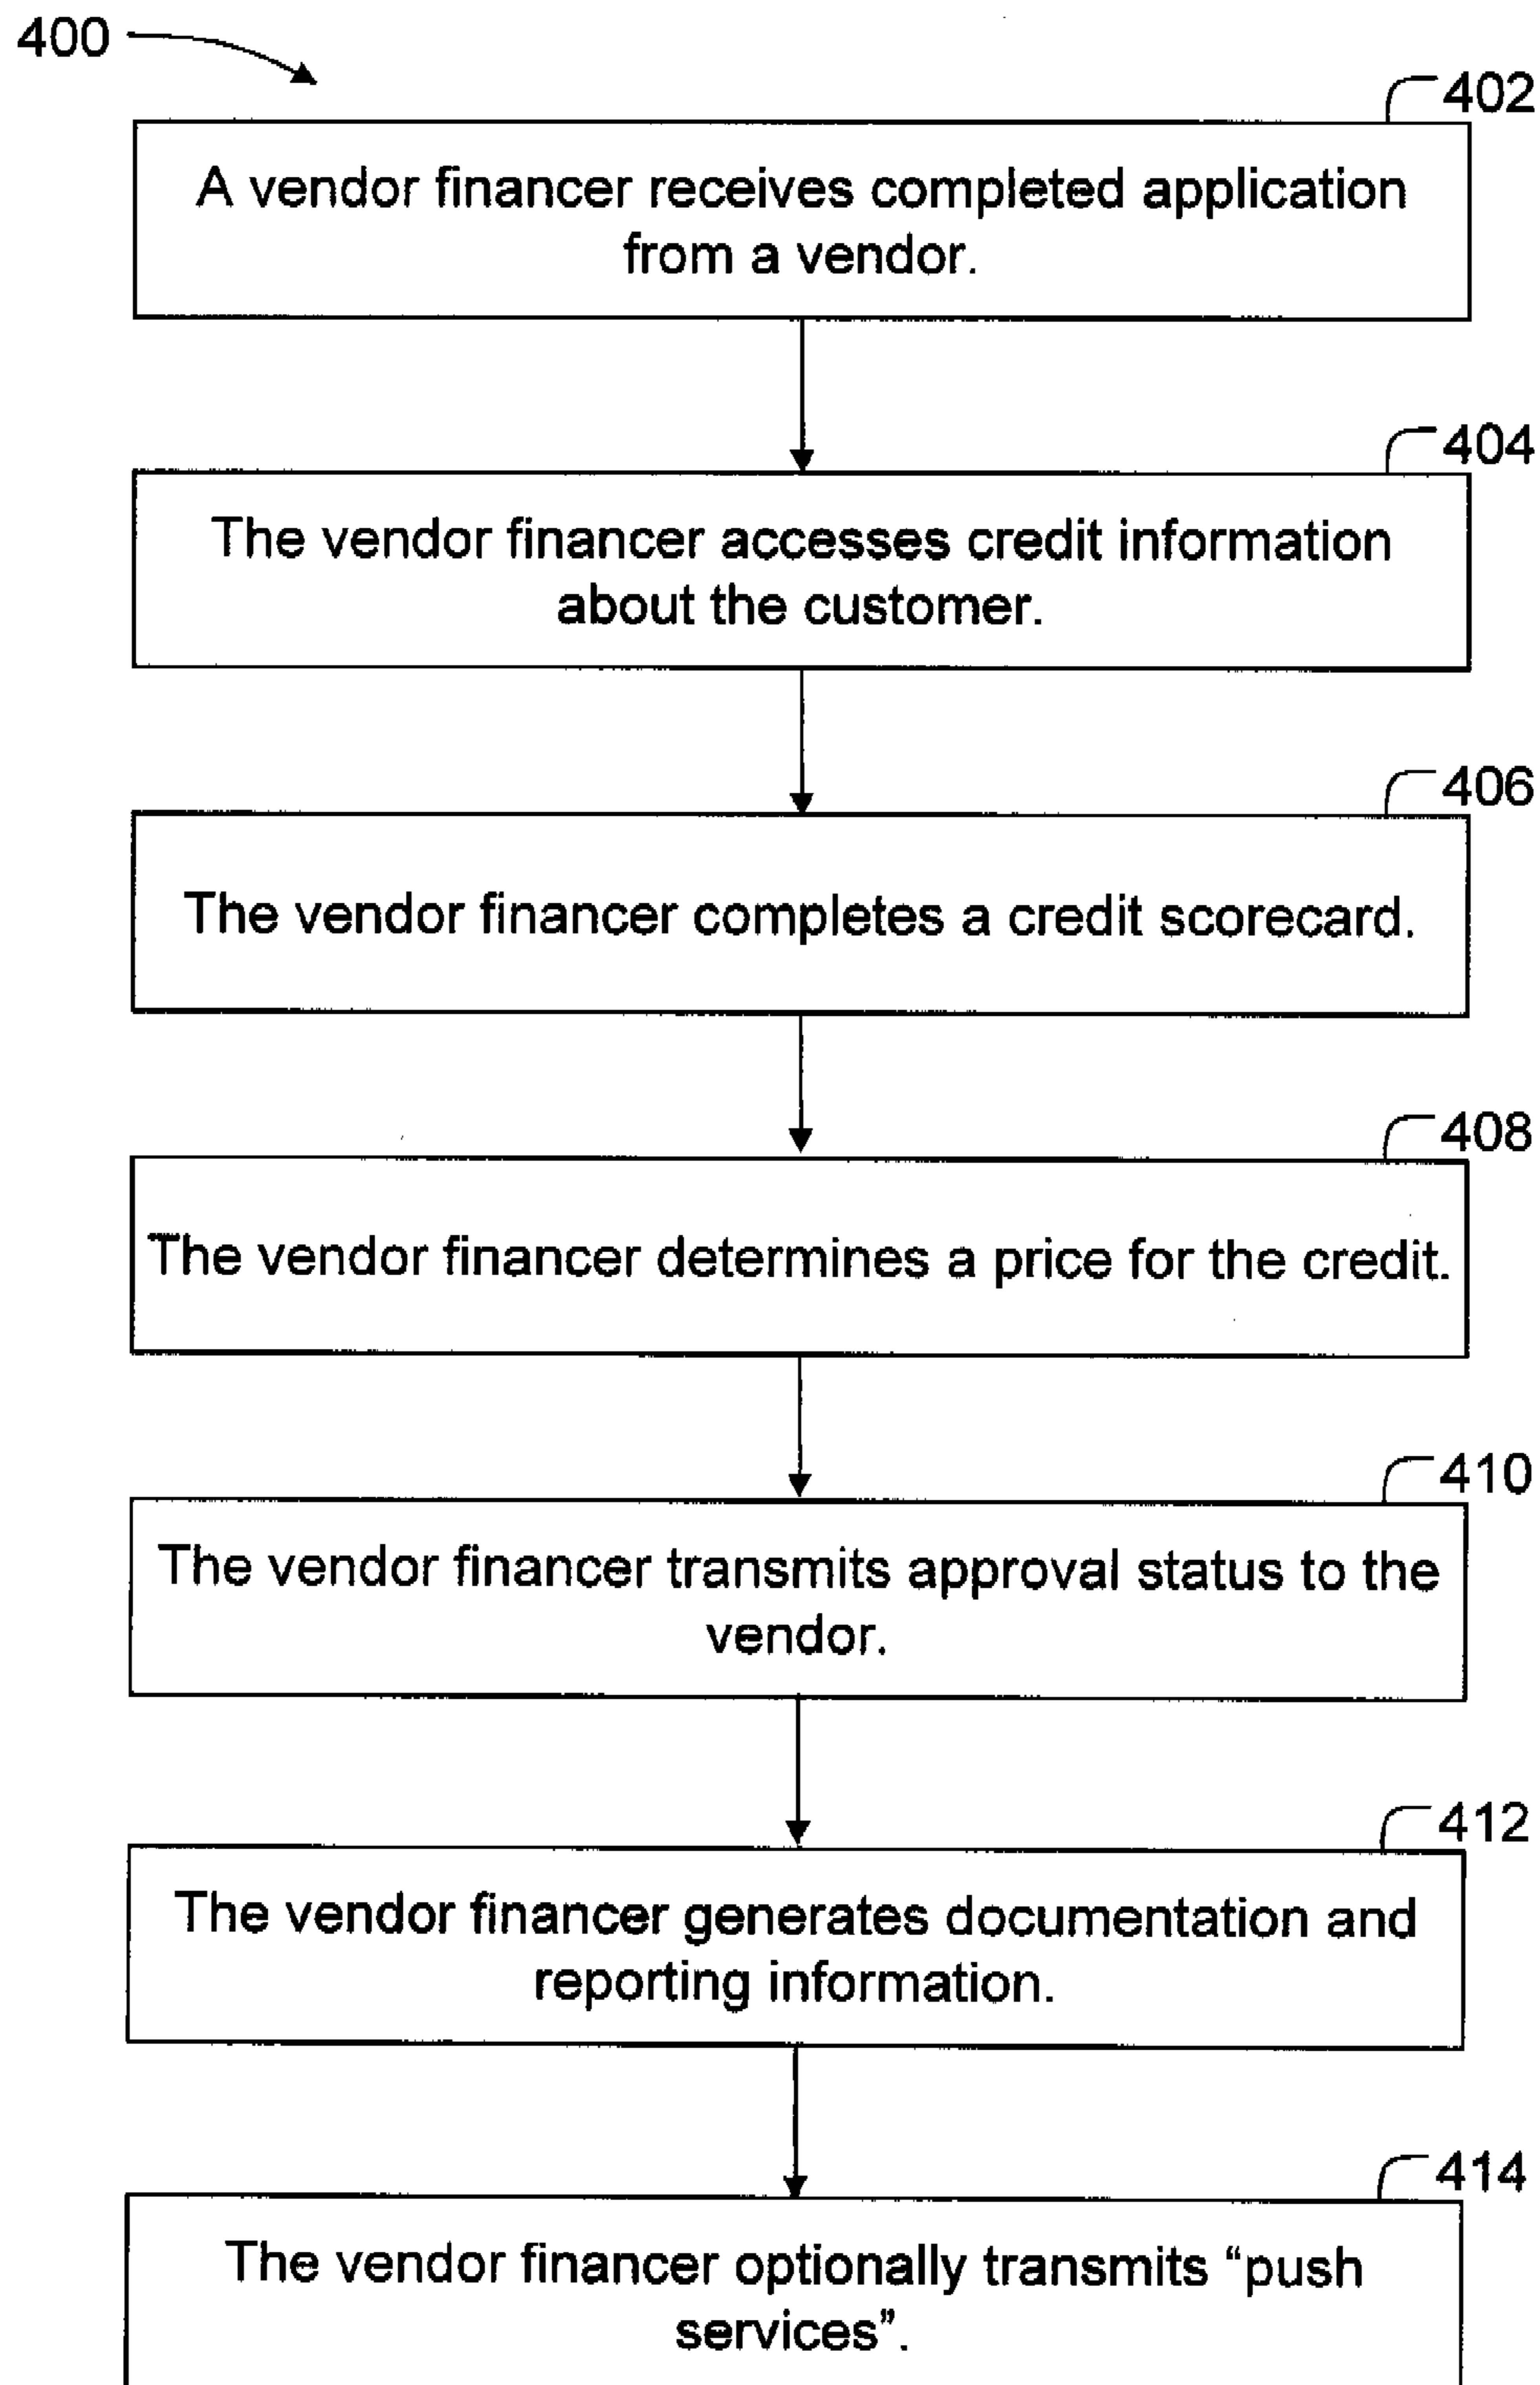 400
402
A vendor financer receives completed application
from a vendor.
404
The vendor financer accesses credit information
about the customer.
406
The vendor financer completes a credit scorecard.
408
The vendor financer determines a price for the credit.
410
The vendor financer transmits approval status to the
vendor.
412
The vendor financer generates documentation and
reporting information.
414
The vendor financer optionally transmits “push
services”.